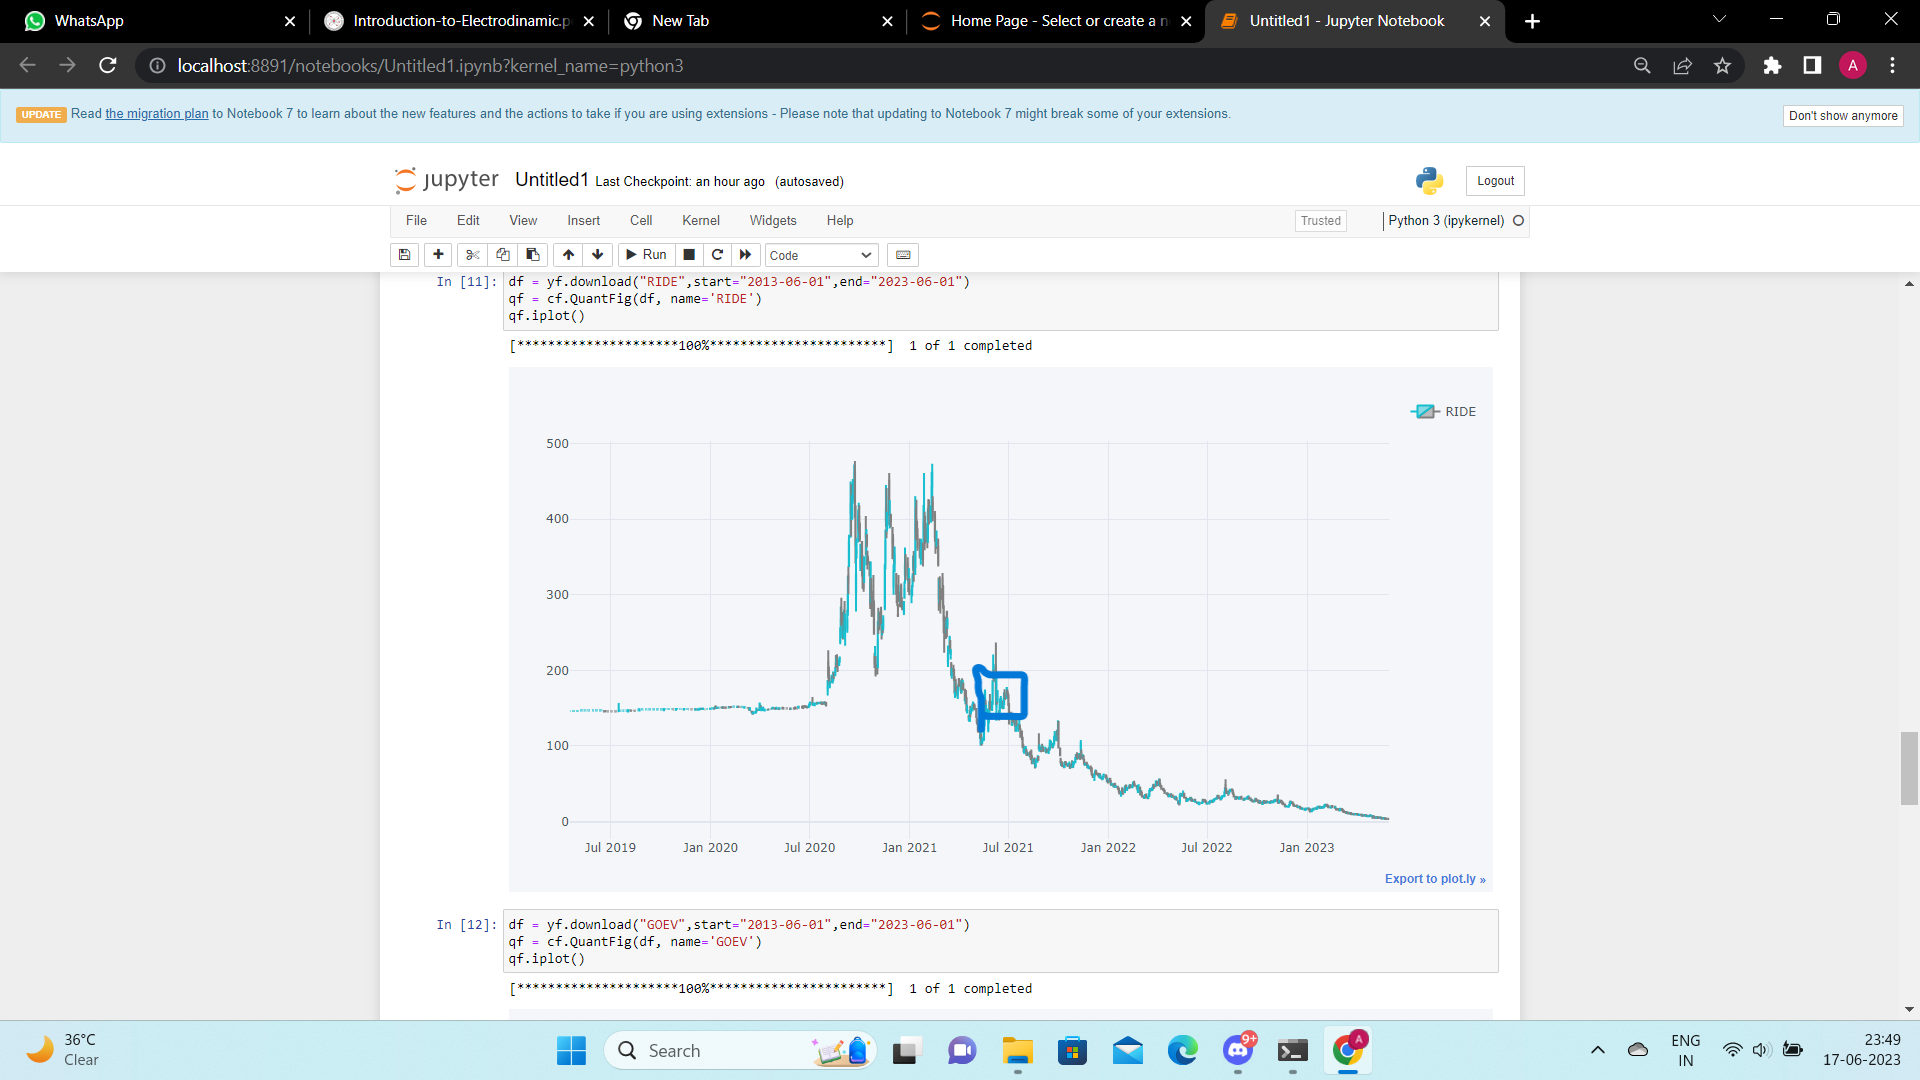 WhatsApp
Introduction-to-Electrodinamic.p
New Tab
Home Page - Select or create a n
Untitled1 - Jupyter Notebook
localhost:8891/notebooks/Untitled1.ipynb?kernel_name=python3
A
UPDATE Read the migration plan to Notebook 7 to learn about the new features and the actions to take if you are using extensions - Please note that updating to Notebook 7 might break some of your extensions.
Don't show anymore
jupyter Untitled1 Last Checkpoint: an hour ago (autosaved)
Logout
File Edit View Insert Cell Kernel Widgets Help
Trusted
Python 3 (ipykernel)
Run
Code
In [11]: df = yf.download("RIDE",start="2013-06-01",end="2023-06-01")
qf = cf.QuantFig(df, name='RIDE')
qf.iplot()
[*********************100%***********************]  1 of 1 completed
RIDE
500
400
300
200
100
0
Jul 2019 Jan 2020 Jul 2020 Jan 2021 Jul 2021 Jan 2022 Jul 2022 Jan 2023
Export to plot.ly »
In [12]: df = yf.download("GOEV",start="2013-06-01",end="2023-06-01")
qf = cf.QuantFig(df, name='GOEV')
qf.iplot()
[*********************100%***********************]  1 of 1 completed
36°C
Clear
Search
9+
A
ENG
IN
23:49
17-06-2023